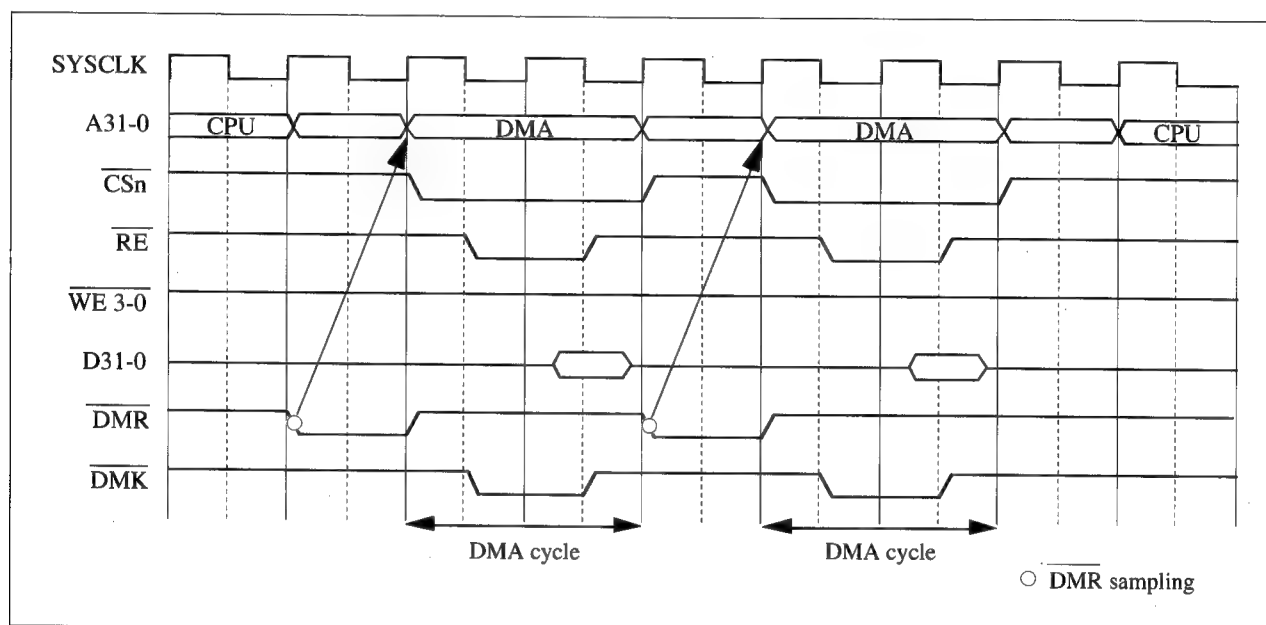 SYSCLK
A31-0 CPU DMA DMA CPU
CSn
RE
WE 3-0
D31-0
DMR
DMK
DMA cycle DMA cycle
DMR sampling